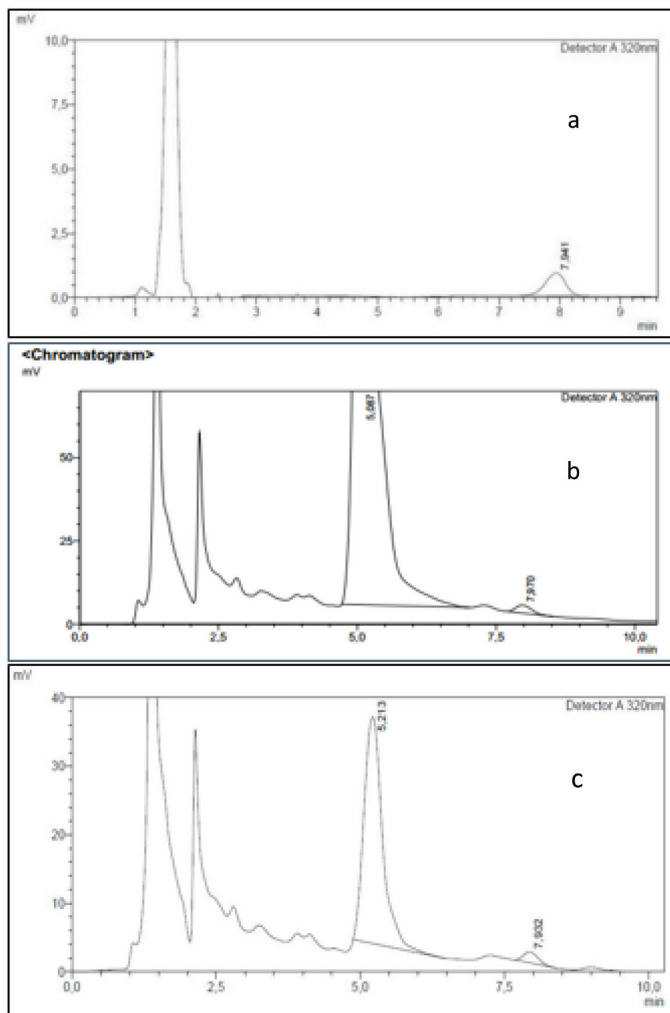 mV
10,0
Detector A 320nm
a
7,5
5,0
2,5
7,941
0,0
0 1 2 3 4 5 6 7 8 9
min
<Chromatogram>
mV
Detector A 320nm
5,087
50
b
25
7,970
0
0,0 2,5 5,0 7,5 10,0
min
mV
40
Detector A 320nm
5,213
30
c
20
10
7,932
0
0,0 2,5 5,0 7,5 10,0
min